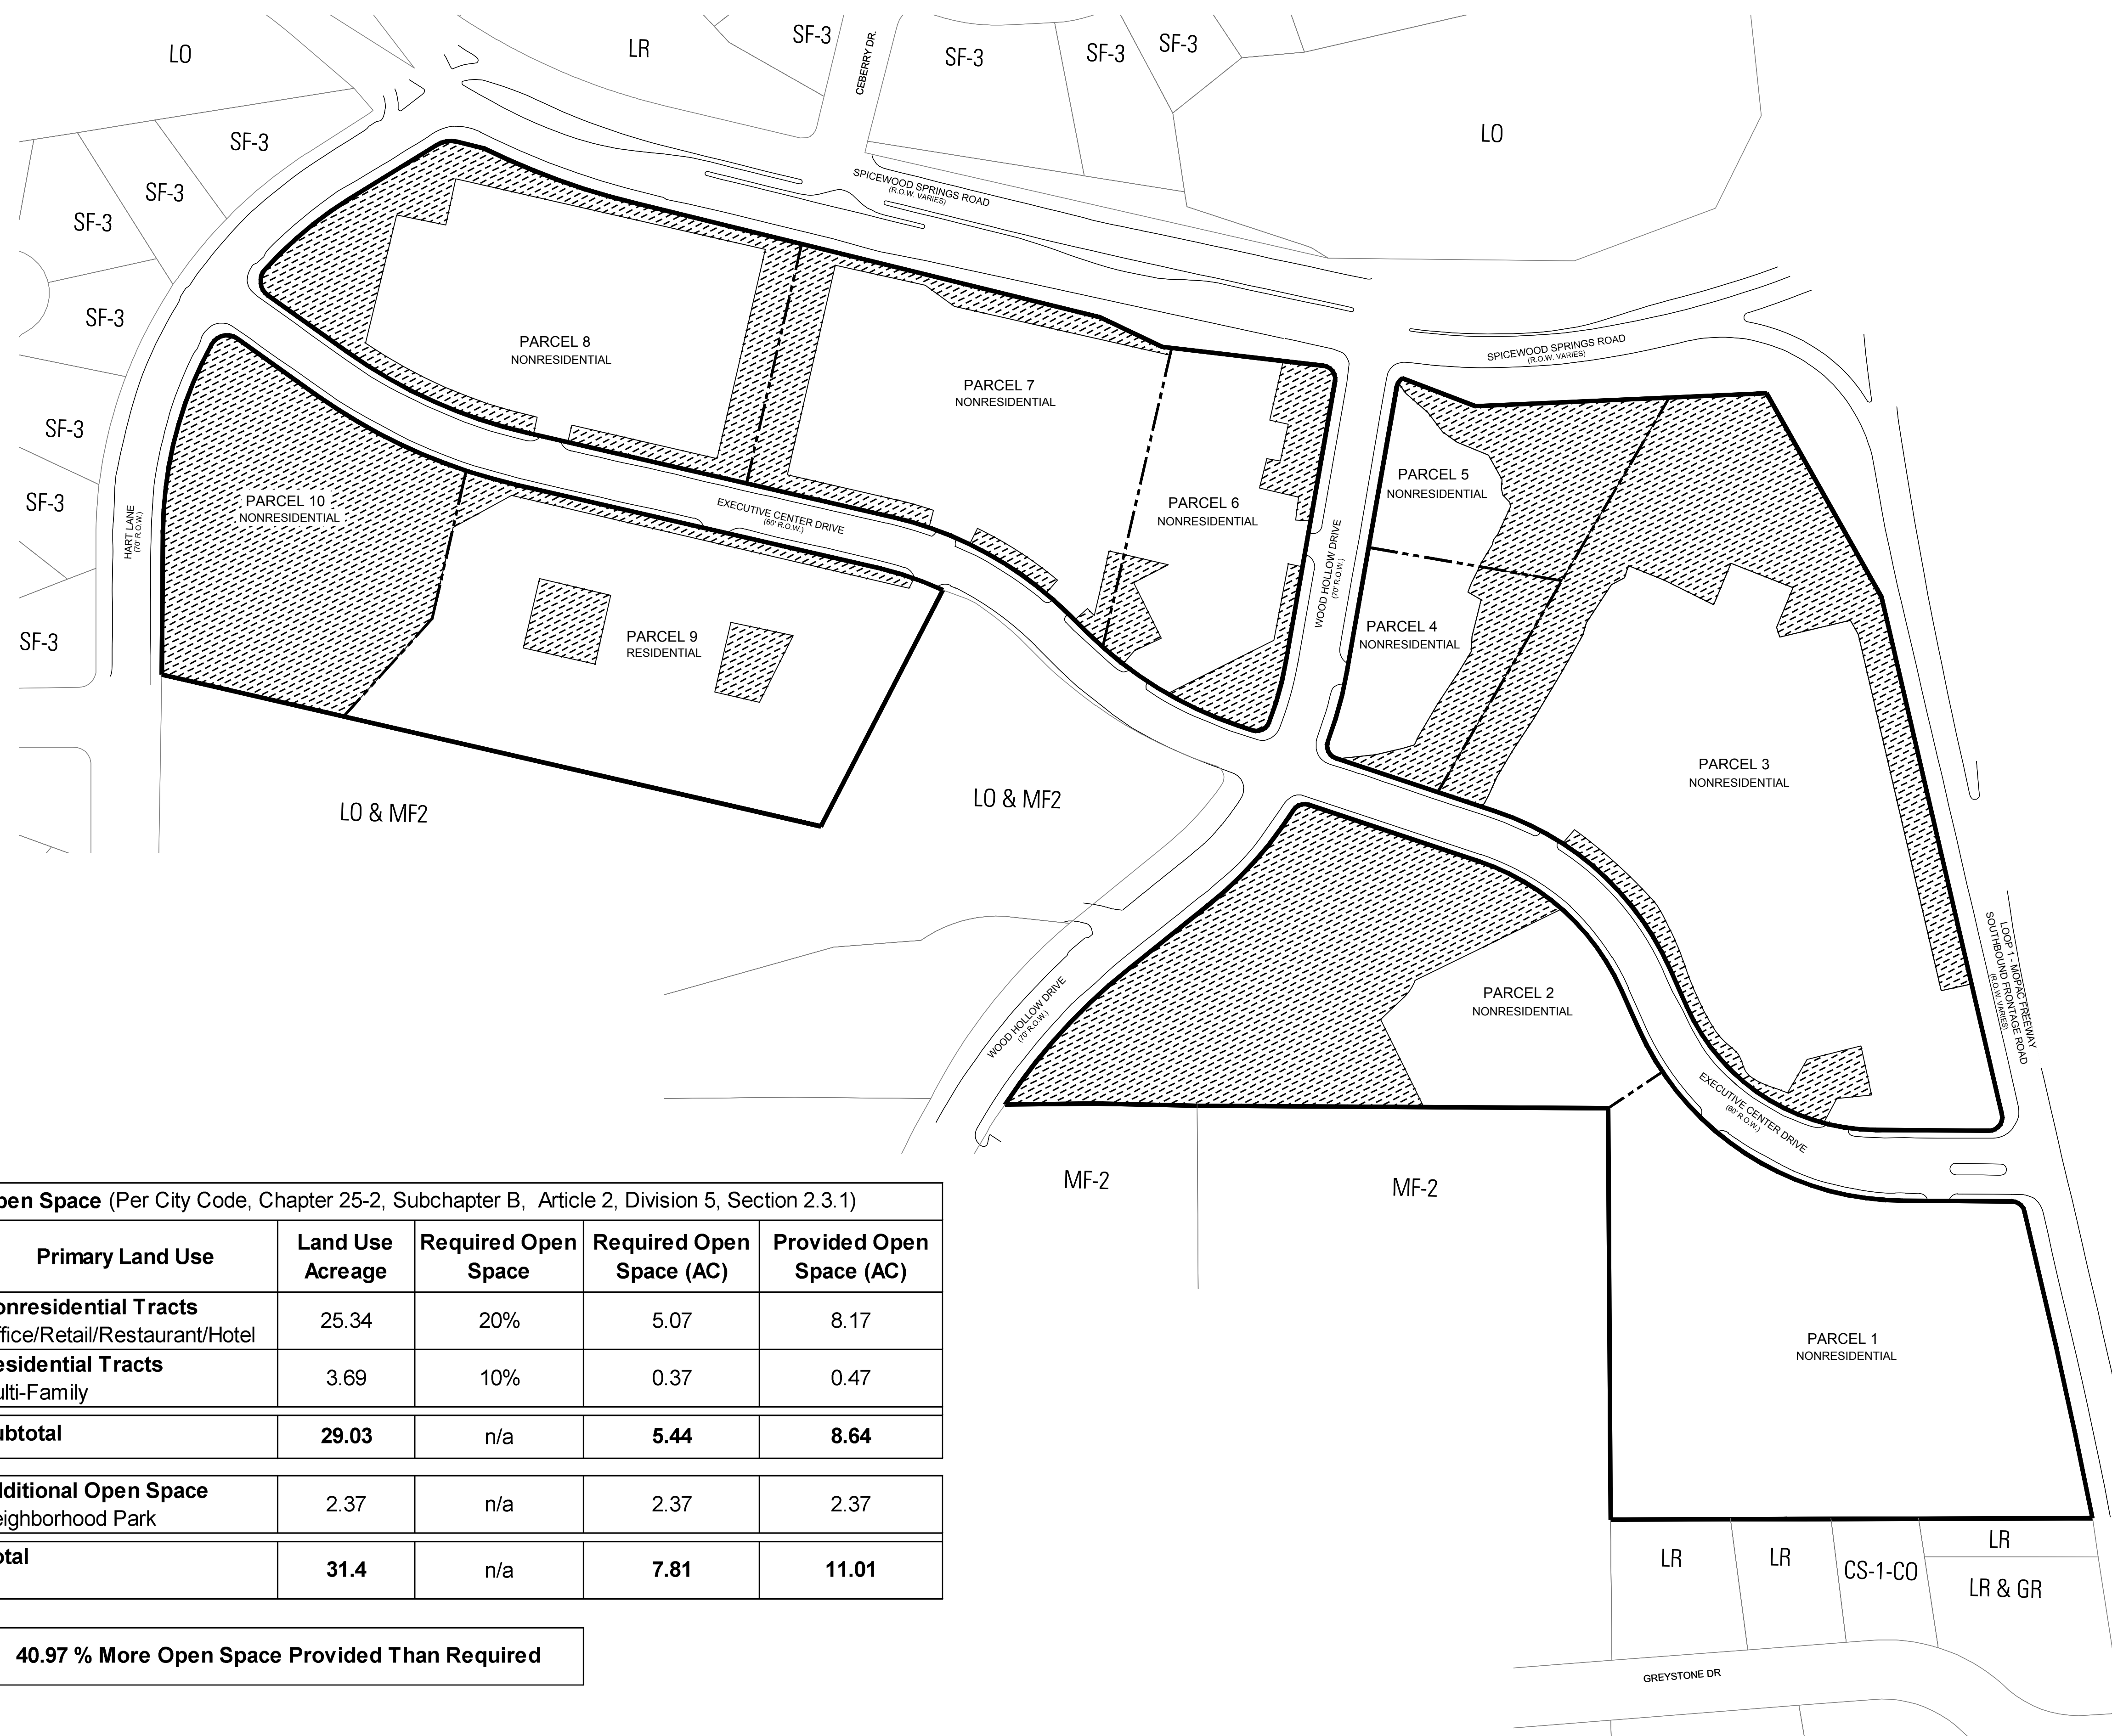 LO
LR
SF-3
CEBERRY DR.
SF-3
SF-3
SF-3
LO
SF-3
SF-3
SF-3
SF-3
SF-3
SF-3
SF-3
SPICEWOOD SPRINGS ROAD
(R.O.W. VARIES)
SPICEWOOD SPRINGS ROAD
(R.O.W. VARIES)
PARCEL 8
NONRESIDENTIAL
PARCEL 7
NONRESIDENTIAL
PARCEL 6
NONRESIDENTIAL
PARCEL 5
NONRESIDENTIAL
PARCEL 10
NONRESIDENTIAL
HART LANE
(70' R.O.W.)
EXECUTIVE CENTER DRIVE
(60' R.O.W.)
WOOD HOLLOW DRIVE
(70' R.O.W.)
PARCEL 4
NONRESIDENTIAL
PARCEL 9
RESIDENTIAL
PARCEL 3
NONRESIDENTIAL
LO & MF2
LO & MF2
PARCEL 2
NONRESIDENTIAL
WOOD HOLLOW DRIVE
(70' R.O.W.)
LOOP 1 - MOPAC FREEWAY
SOUTHBOUND FRONTAGE ROAD
(R.O.W. VARIES)
EXECUTIVE CENTER DRIVE
(60' R.O.W.)
MF-2
MF-2
PARCEL 1
NONRESIDENTIAL
LR
LR
CS-1-CO
LR
LR & GR
GREYSTONE DR
pen Space (Per City Code, Chapter 25-2, Subchapter B, Article 2, Division 5, Section 2.3.1)
Primary Land Use
Land Use Acreage
Required Open Space
Required Open Space (AC)
Provided Open Space (AC)
onresidential Tracts
ffice/Retail/Restaurant/Hotel
25.34 20% 5.07 8.17
esidential Tracts
ulti-Family
3.69 10% 0.37 0.47
ubtotal 29.03 n/a 5.44 8.64
dditional Open Space
eighborhood Park
2.37 n/a 2.37 2.37
otal
31.4 n/a 7.81 11.01
40.97 % More Open Space Provided Than Required